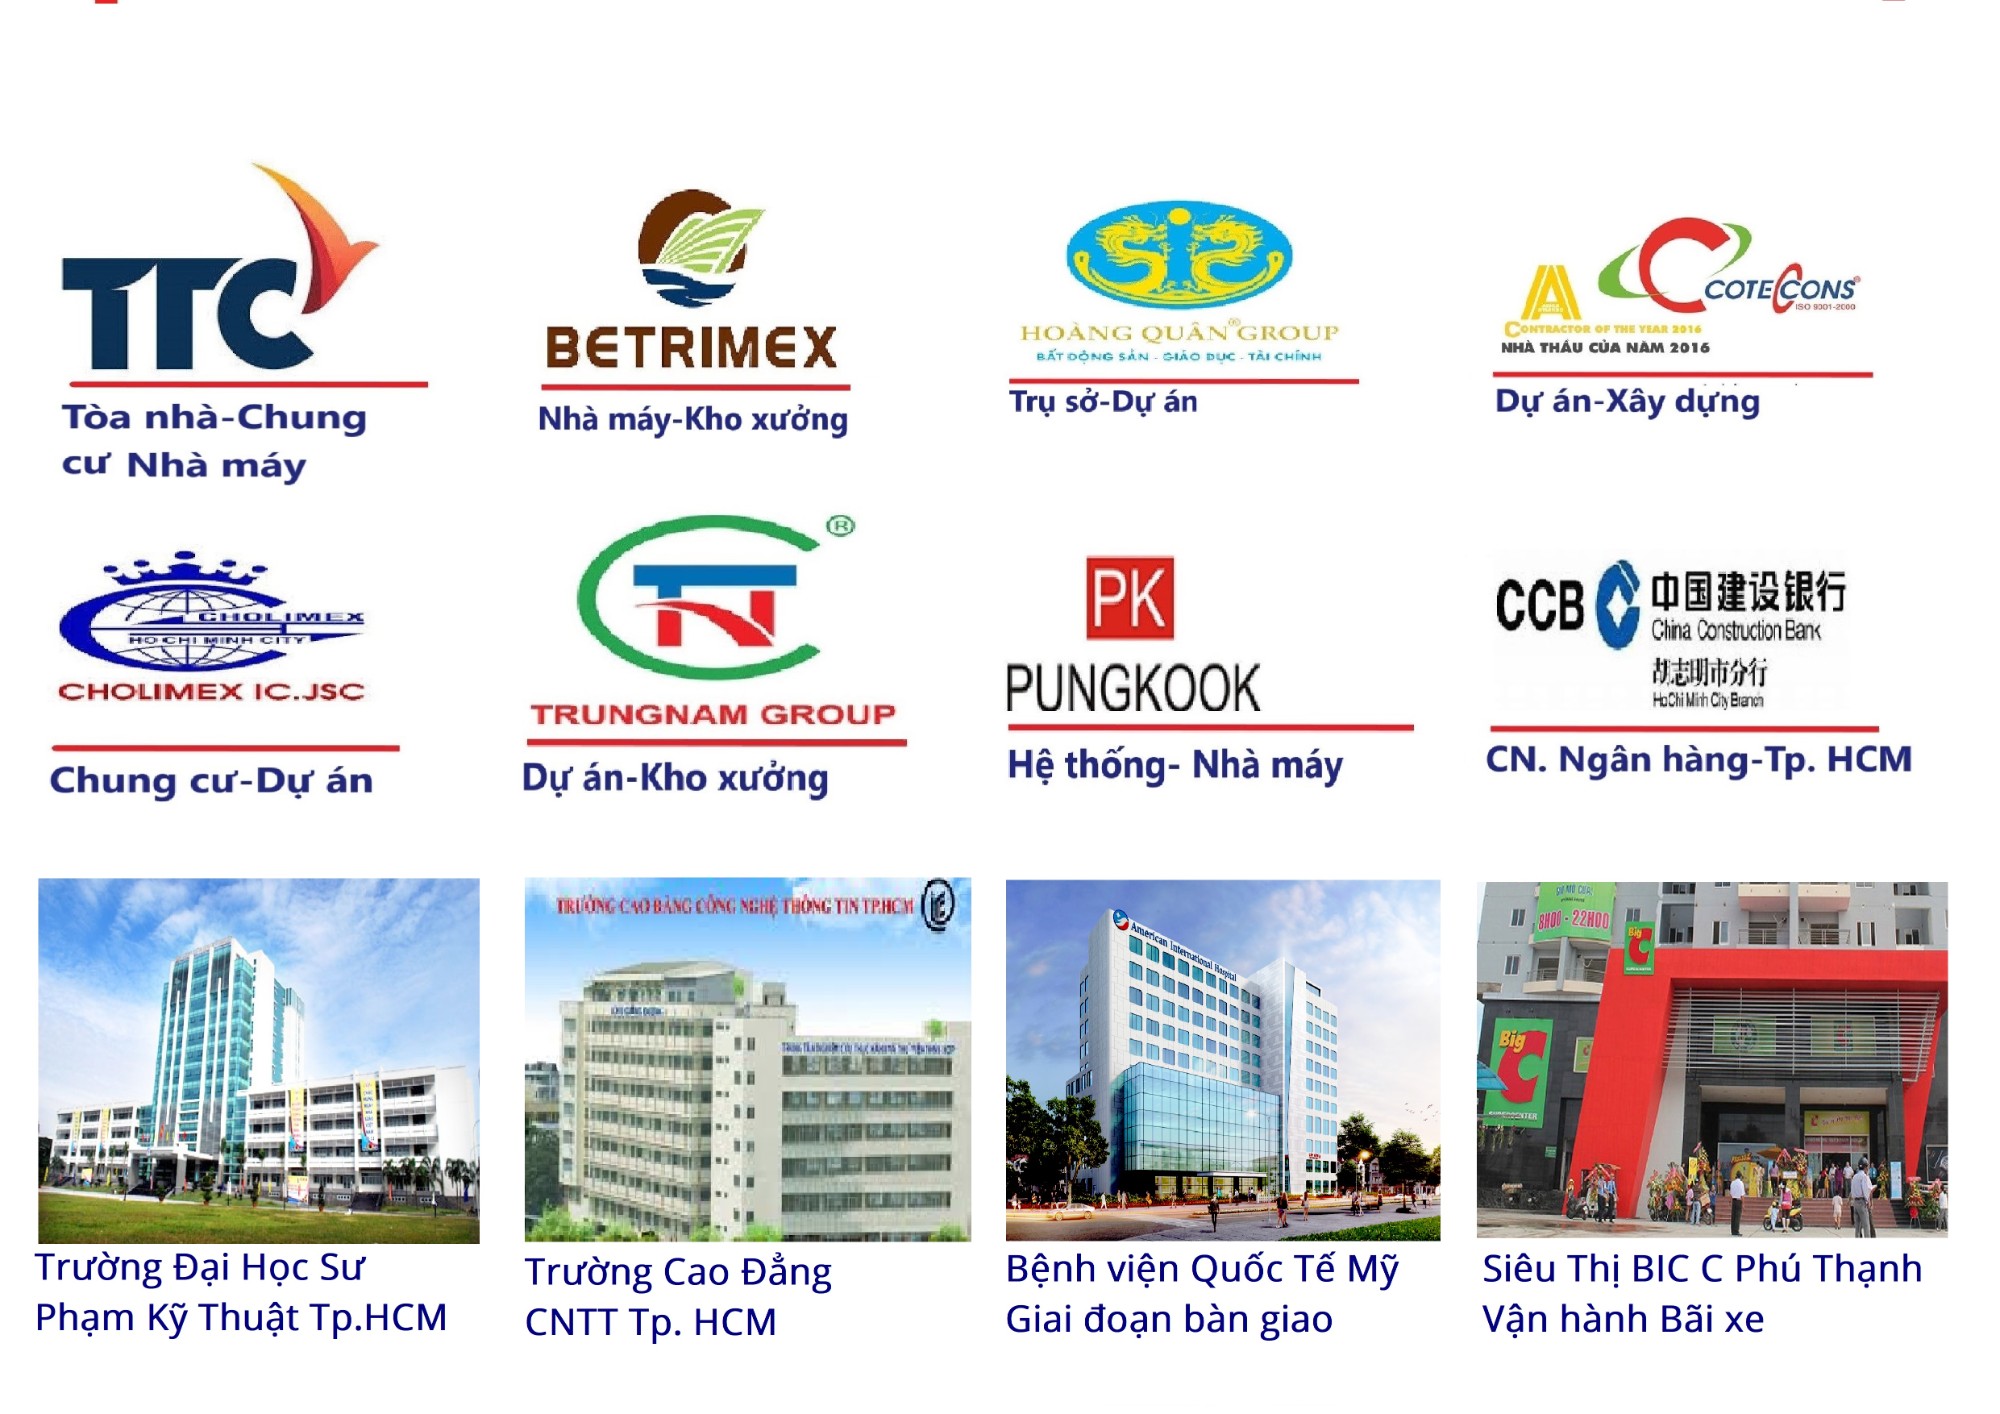 TTC
Tòa nhà-Chung
cư Nhà máy
BETRIMEX
Nhà máy-Kho xưởng
HOÀNG QUÂN® GROUP
BẤT ĐỘNG SẢN - GIÁO DỤC - TÀI CHÍNH
Trụ sở-Dự án
COTECCONS®
ISO 9001-2000
CONTRACTOR OF THE YEAR 2016
NHÀ THẦU CỦA NĂM 2016
Dự án-Xây dựng
CHOLIMEX
HO CHI MINH CITY
CHOLIMEX IC.JSC
Chung cư-Dự án
®
TN
TRUNGNAM GROUP
Dự án-Kho xưởng
PK
PUNGKOOK
Hệ thống- Nhà máy
CCB 中国建设银行
China Construction Bank
胡志明市分行
HoChi Minh City Branch
CN. Ngân hàng-Tp. HCM
Trường Đại Học Sư
Phạm Kỹ Thuật Tp.HCM
TRƯỜNG CAO ĐẲNG CÔNG NGHỆ THÔNG TIN TP.HCM
Trường Cao Đẳng
CNTT Tp. HCM
American International Hospital
Bệnh viện Quốc Tế Mỹ
Giai đoạn bàn giao
GIỜ MỞ CỬA
8H00 - 22H00
Big C
Big C
Siêu Thị BIC C Phú Thạnh
Vận hành Bãi xe